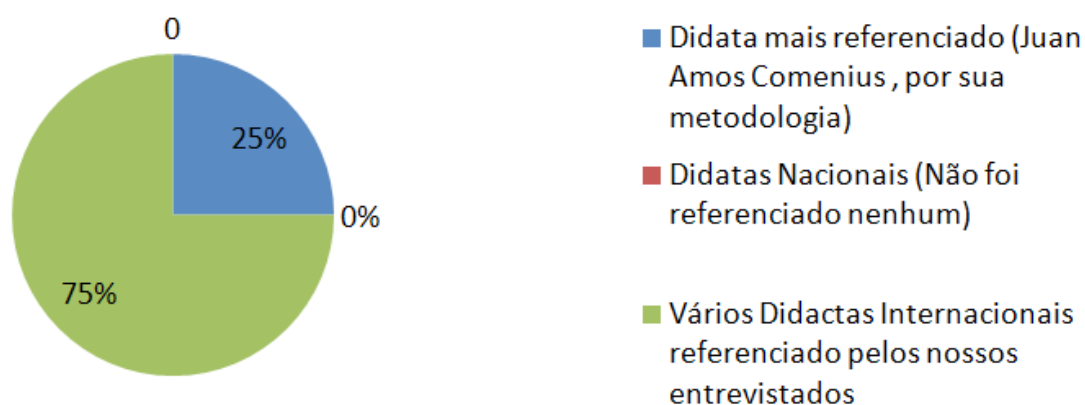 0
25%
0%
75%
Didata mais referenciado (Juan
Amos Comenius , por sua
metodologia)
Didatas Nacionais (Não foi
referenciado nenhum)
Vários Didactas Internacionais
referenciado pelos nossos
entrevistados